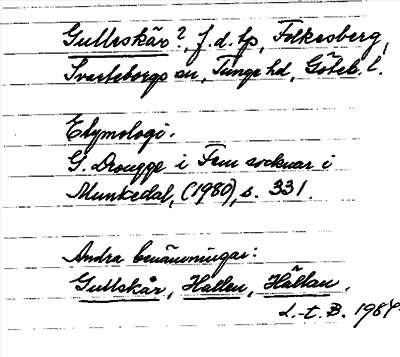 Gulleskär?, f.d. lp, Folkesberg,
Svarteborgs sn, Tunge hd, Göteb. l.
Etymologi.
G. Drougge i Fem socknar i
Munkedal, (1980), s. 331.
Andra benämningar:
Gullskår, Hallen, Hällan.
L.-t. B. 1984.